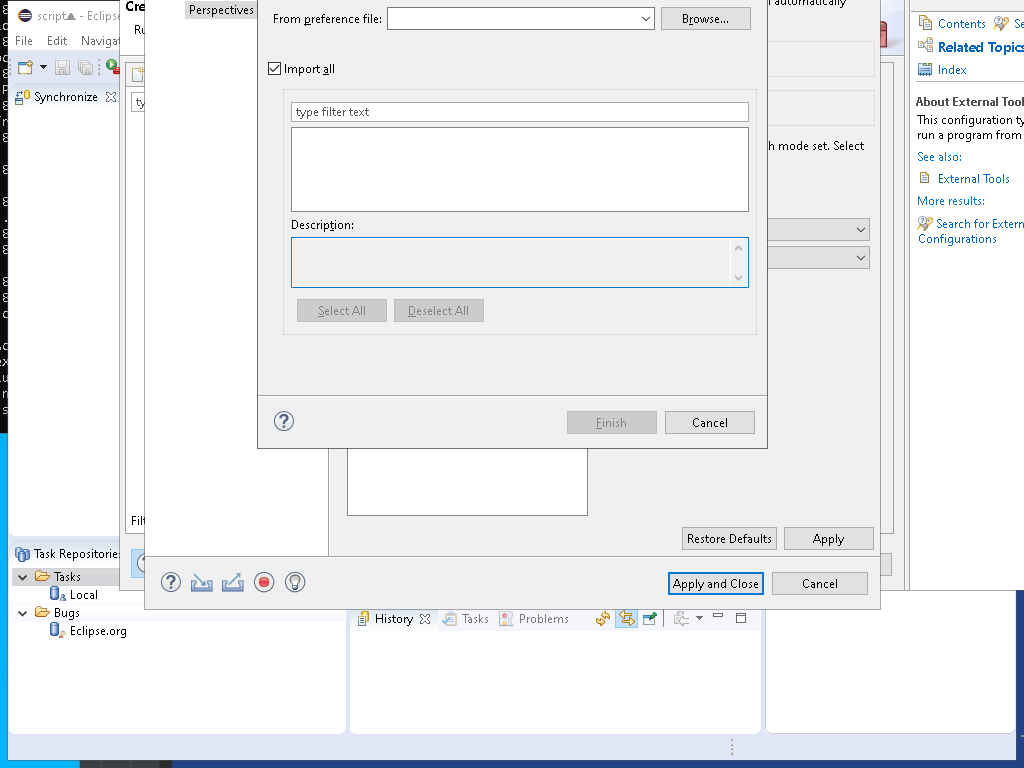 script
- Eclipse
File Edit Navigat
Synchronize
Cre
Ru
ty
Filt
Perspectives
From preference file:
Browse...
Import all
type filter text
Description:
Select All
Deselect All
Finish
Cancel
automatically
h mode set. Select
Restore Defaults
Apply
Apply and Close
Cancel
Contents
Se
Related Topics
Index
About External Tool
This configuration ty
run a program from
See also:
External Tools
More results:
Search for Extern
Configurations
Task Repositories
Tasks
Local
Bugs
Eclipse.org
History
Tasks
Problems